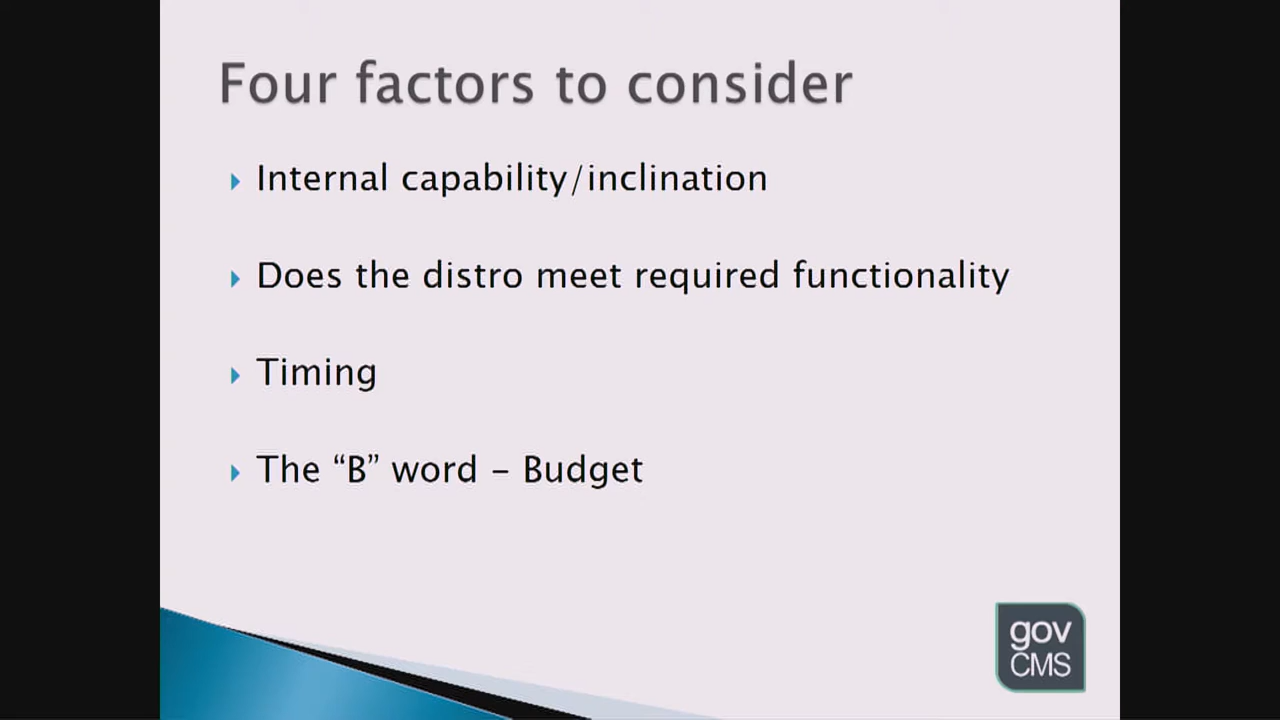 Four factors to consider
Internal capability/inclination
Does the distro meet required functionality
Timing
The “B” word – Budget
gov
CMS